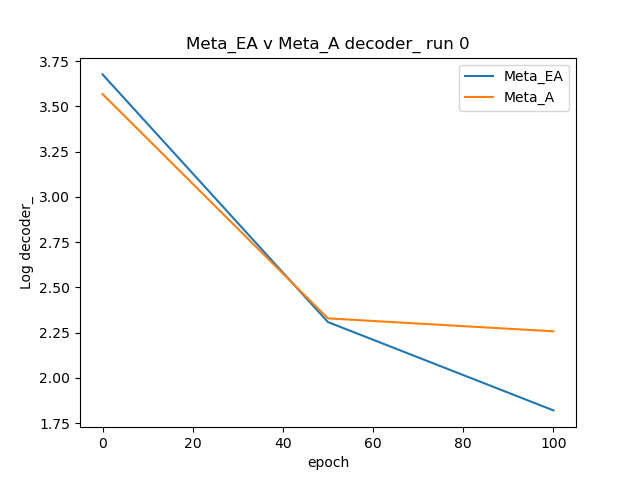 Meta_EA v Meta_A decoder_ run 0
Meta_EA
Meta_A
3.75
3.50
3.25
3.00
2.75
2.50
2.25
2.00
1.75
Log decoder_
0 20 40 60 80 100
epoch